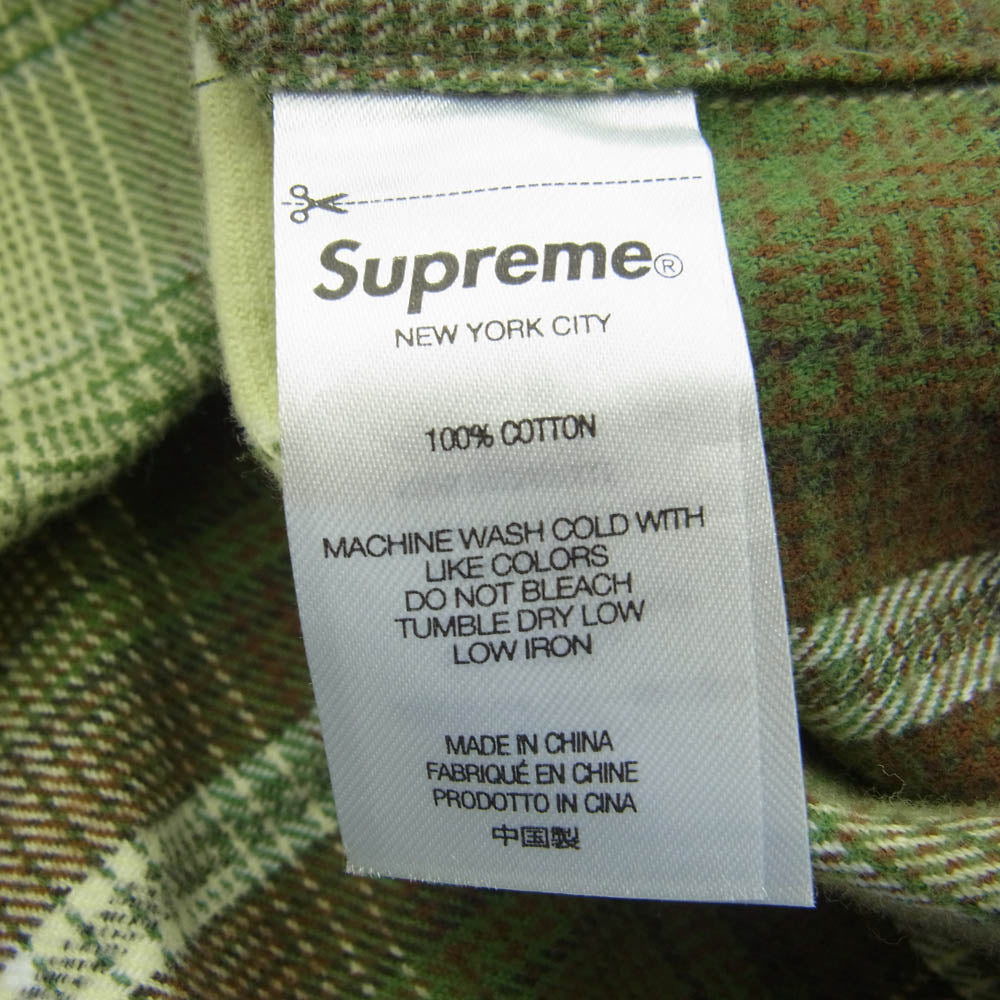 Supreme®
NEW YORK CITY
100% COTTON
MACHINE WASH COLD WITH
LIKE COLORS
DO NOT BLEACH
TUMBLE DRY LOW
LOW IRON
MADE IN CHINA
FABRIQUÉ EN CHINE
PRODOTTO IN CINA
中国製